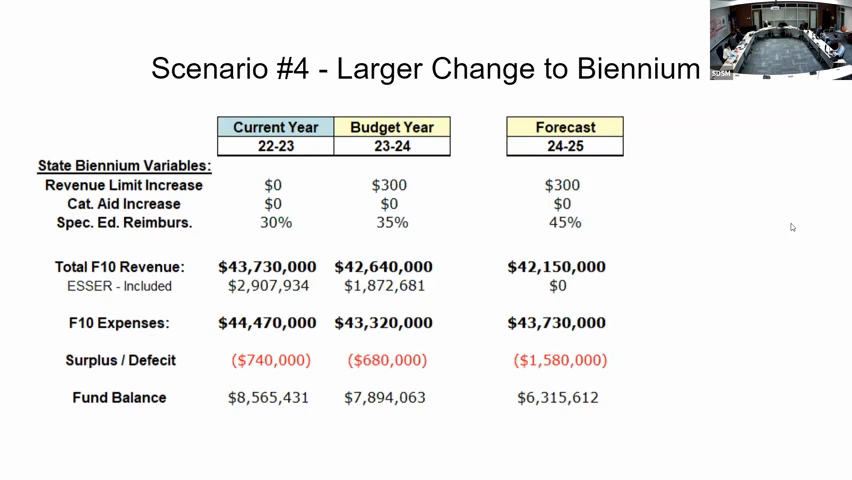 SDSM
Scenario #4 - Larger Change to Biennium
Current Year Budget Year Forecast
22-23 23-24 24-25
State Biennium Variables:
Revenue Limit Increase $0 $300 $300
Cat. Aid Increase $0 $0 $0
Spec. Ed. Reimburs. 30% 35% 45%
Total F10 Revenue: $43,730,000 $42,640,000 $42,150,000
ESSER - Included $2,907,934 $1,872,681 $0
F10 Expenses: $44,470,000 $43,320,000 $43,730,000
Surplus / Defecit ($740,000) ($680,000) ($1,580,000)
Fund Balance $8,565,431 $7,894,063 $6,315,612